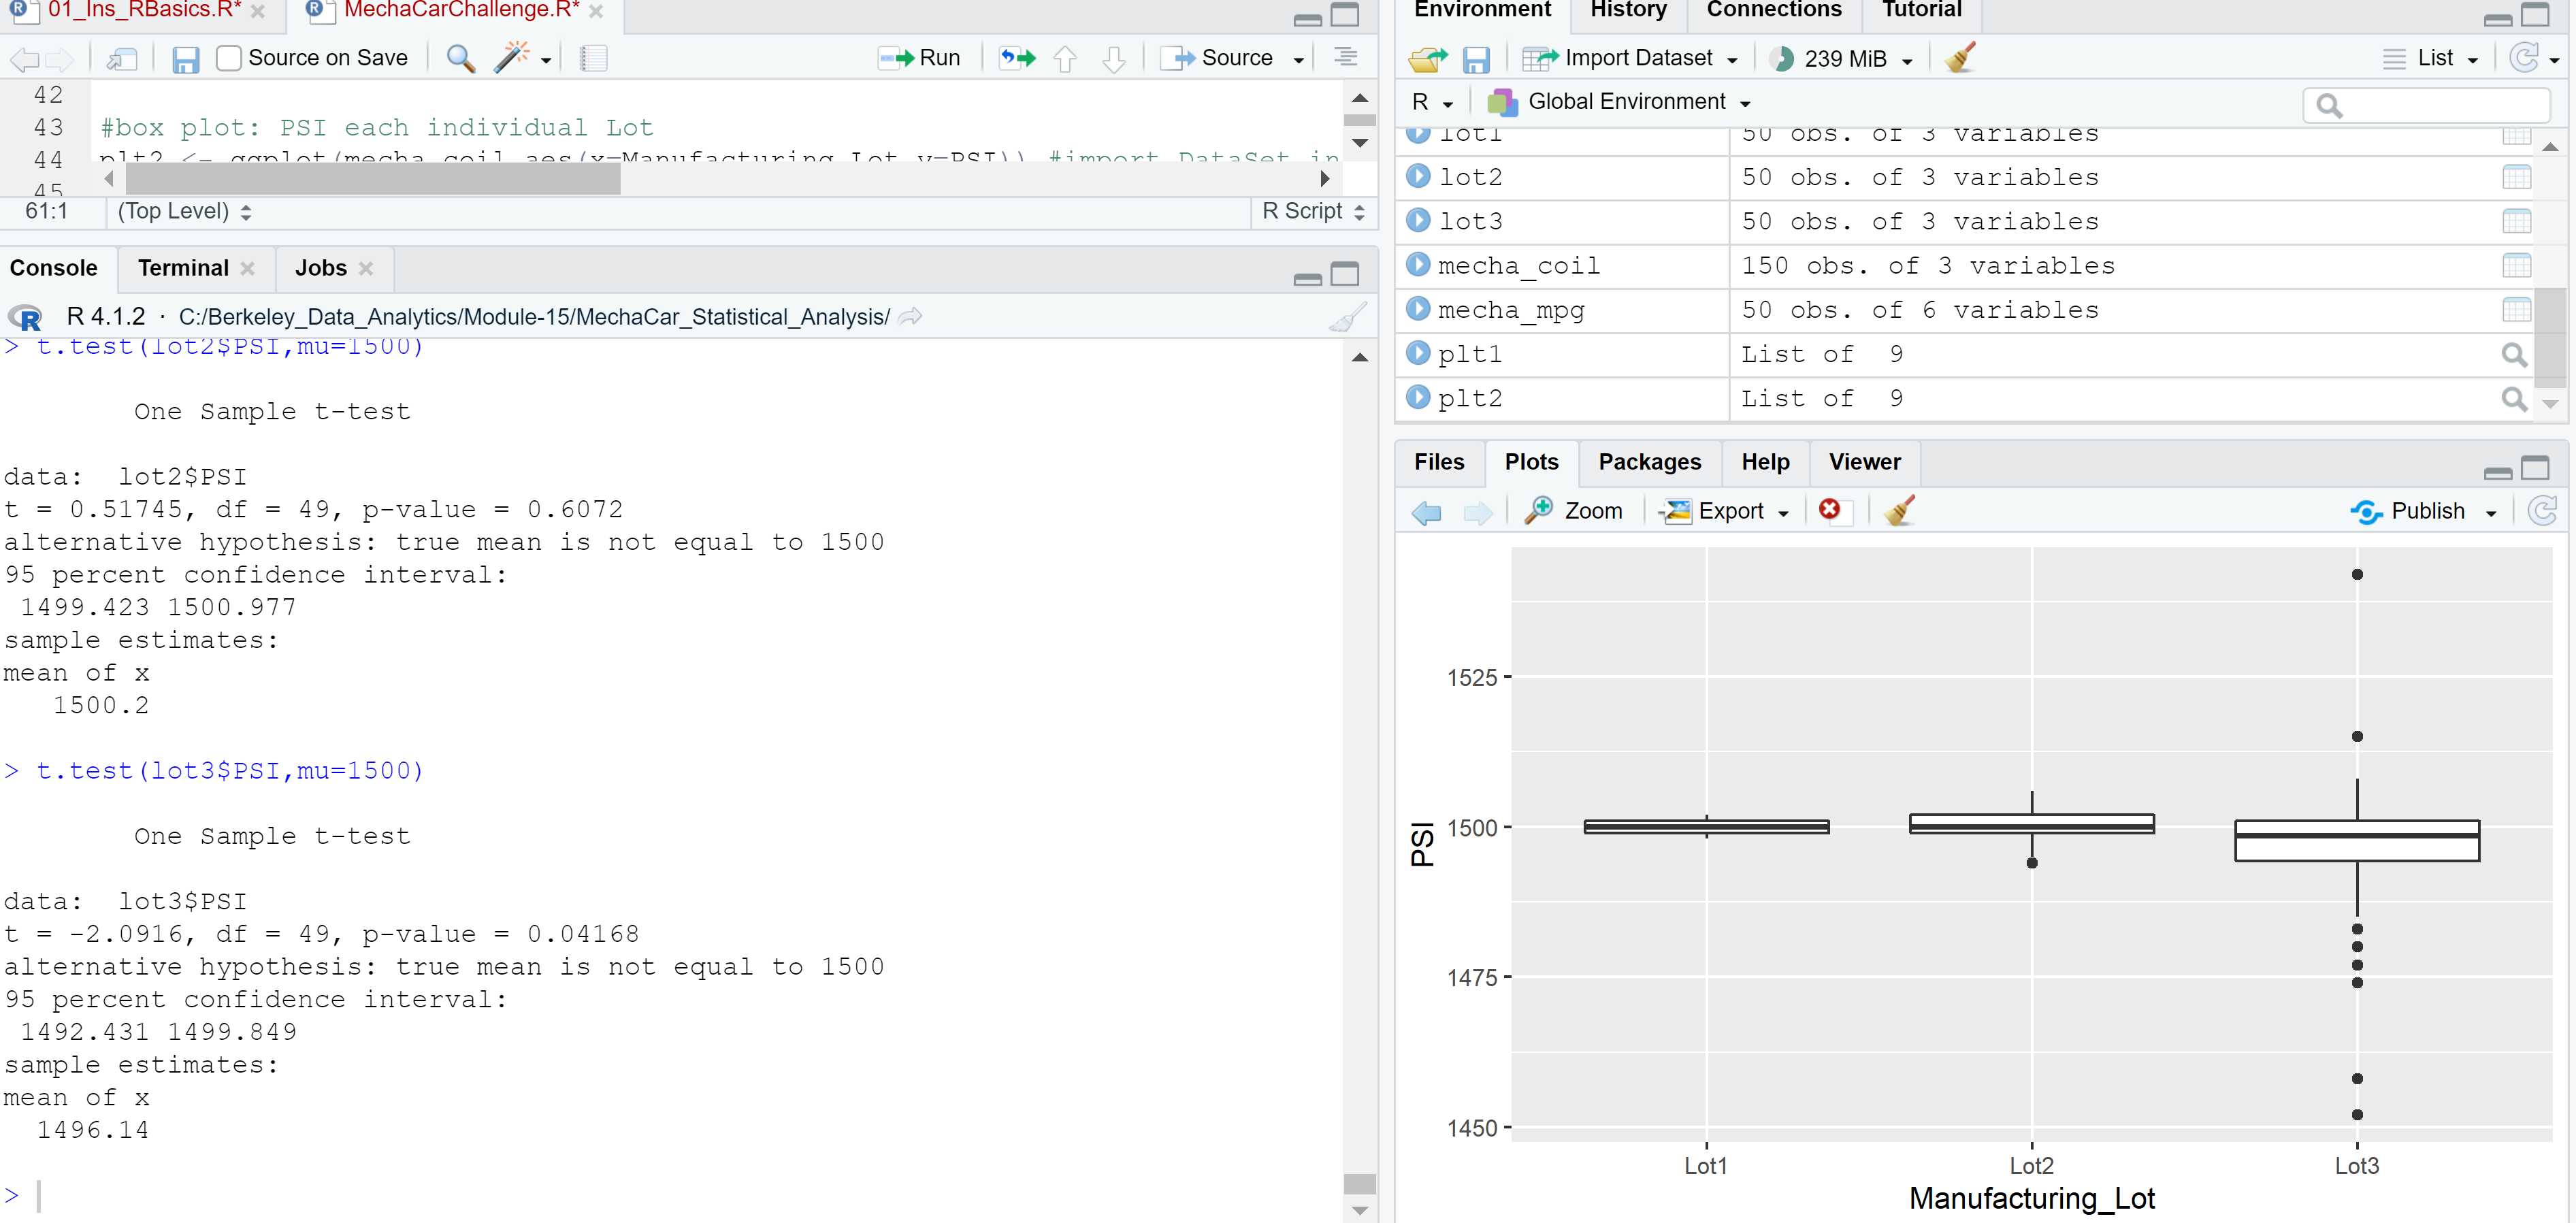 01_Ins_RBasics.R* MechaCarChallenge.R*
Source on Save Run Source
42
43 #box plot: PSI each individual Lot
44 plt2 <- ggplot(mecha_coil,aes(x=Manufacturing_Lot,y=PSI)) #import DataSet in
45
61:1 (Top Level) R Script
Console Terminal Jobs
R 4.1.2 · C:/Berkeley_Data_Analytics/Module-15/MechaCar_Statistical_Analysis/
> t.test(lot2$PSI,mu=1500)
One Sample t-test
data:  lot2$PSI
t = 0.51745, df = 49, p-value = 0.6072
alternative hypothesis: true mean is not equal to 1500
95 percent confidence interval:
1499.423 1500.977
sample estimates:
mean of x
1500.2
> t.test(lot3$PSI,mu=1500)
One Sample t-test
data:  lot3$PSI
t = -2.0916, df = 49, p-value = 0.04168
alternative hypothesis: true mean is not equal to 1500
95 percent confidence interval:
1492.431 1499.849
sample estimates:
mean of x
1496.14
>
Environment History Connections Tutorial
Import Dataset 239 MiB List
R Global Environment
lot1 50 obs. of 3 variables
lot2 50 obs. of 3 variables
lot3 50 obs. of 3 variables
mecha_coil 150 obs. of 3 variables
mecha_mpg 50 obs. of 6 variables
plt1 List of  9
plt2 List of  9
Files Plots Packages Help Viewer
Zoom Export Publish
1525
1500
1475
1450
PSI
Lot1 Lot2 Lot3
Manufacturing_Lot